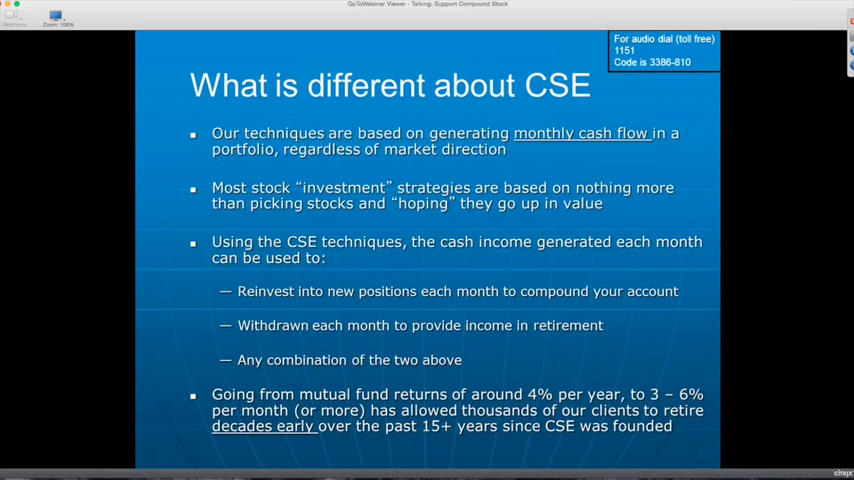 GoToWebinar Viewer - Talking: Support Compound Stock
Webcams
Zoom: 108%
For audio dial (toll free)
1151
Code is 3386-810
What is different about CSE
Our techniques are based on generating monthly cash flow in a
portfolio, regardless of market direction
Most stock “investment” strategies are based on nothing more
than picking stocks and “hoping” they go up in value
Using the CSE techniques, the cash income generated each month
can be used to:
— Reinvest into new positions each month to compound your account
— Withdrawn each month to provide income in retirement
— Any combination of the two above
Going from mutual fund returns of around 4% per year, to 3 – 6%
per month (or more) has allowed thousands of our clients to retire
decades early over the past 15+ years since CSE was founded
citrix